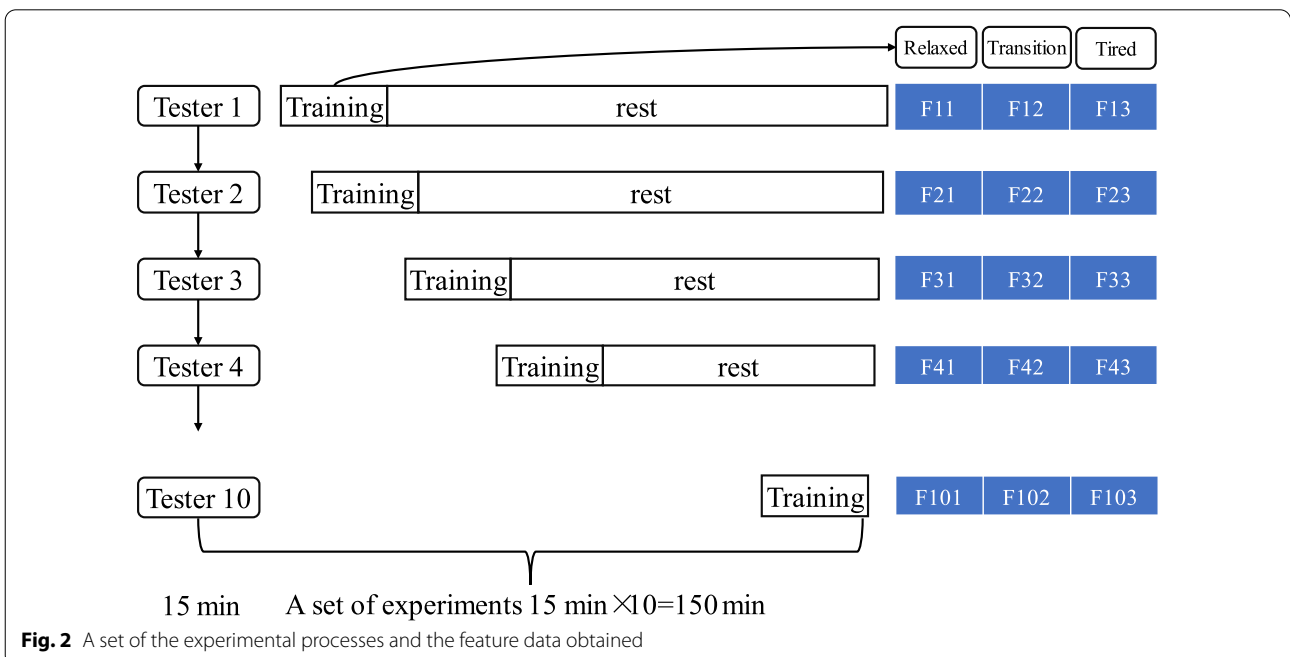 Relaxed Transition Tired
Tester 1 Training rest F11 F12 F13
Tester 2 Training rest F21 F22 F23
Tester 3 Training rest F31 F32 F33
Tester 4 Training rest F41 F42 F43
Tester 10 Training F101 F102 F103
15 min A set of experiments 15 min ×10=150 min
Fig. 2 A set of the experimental processes and the feature data obtained